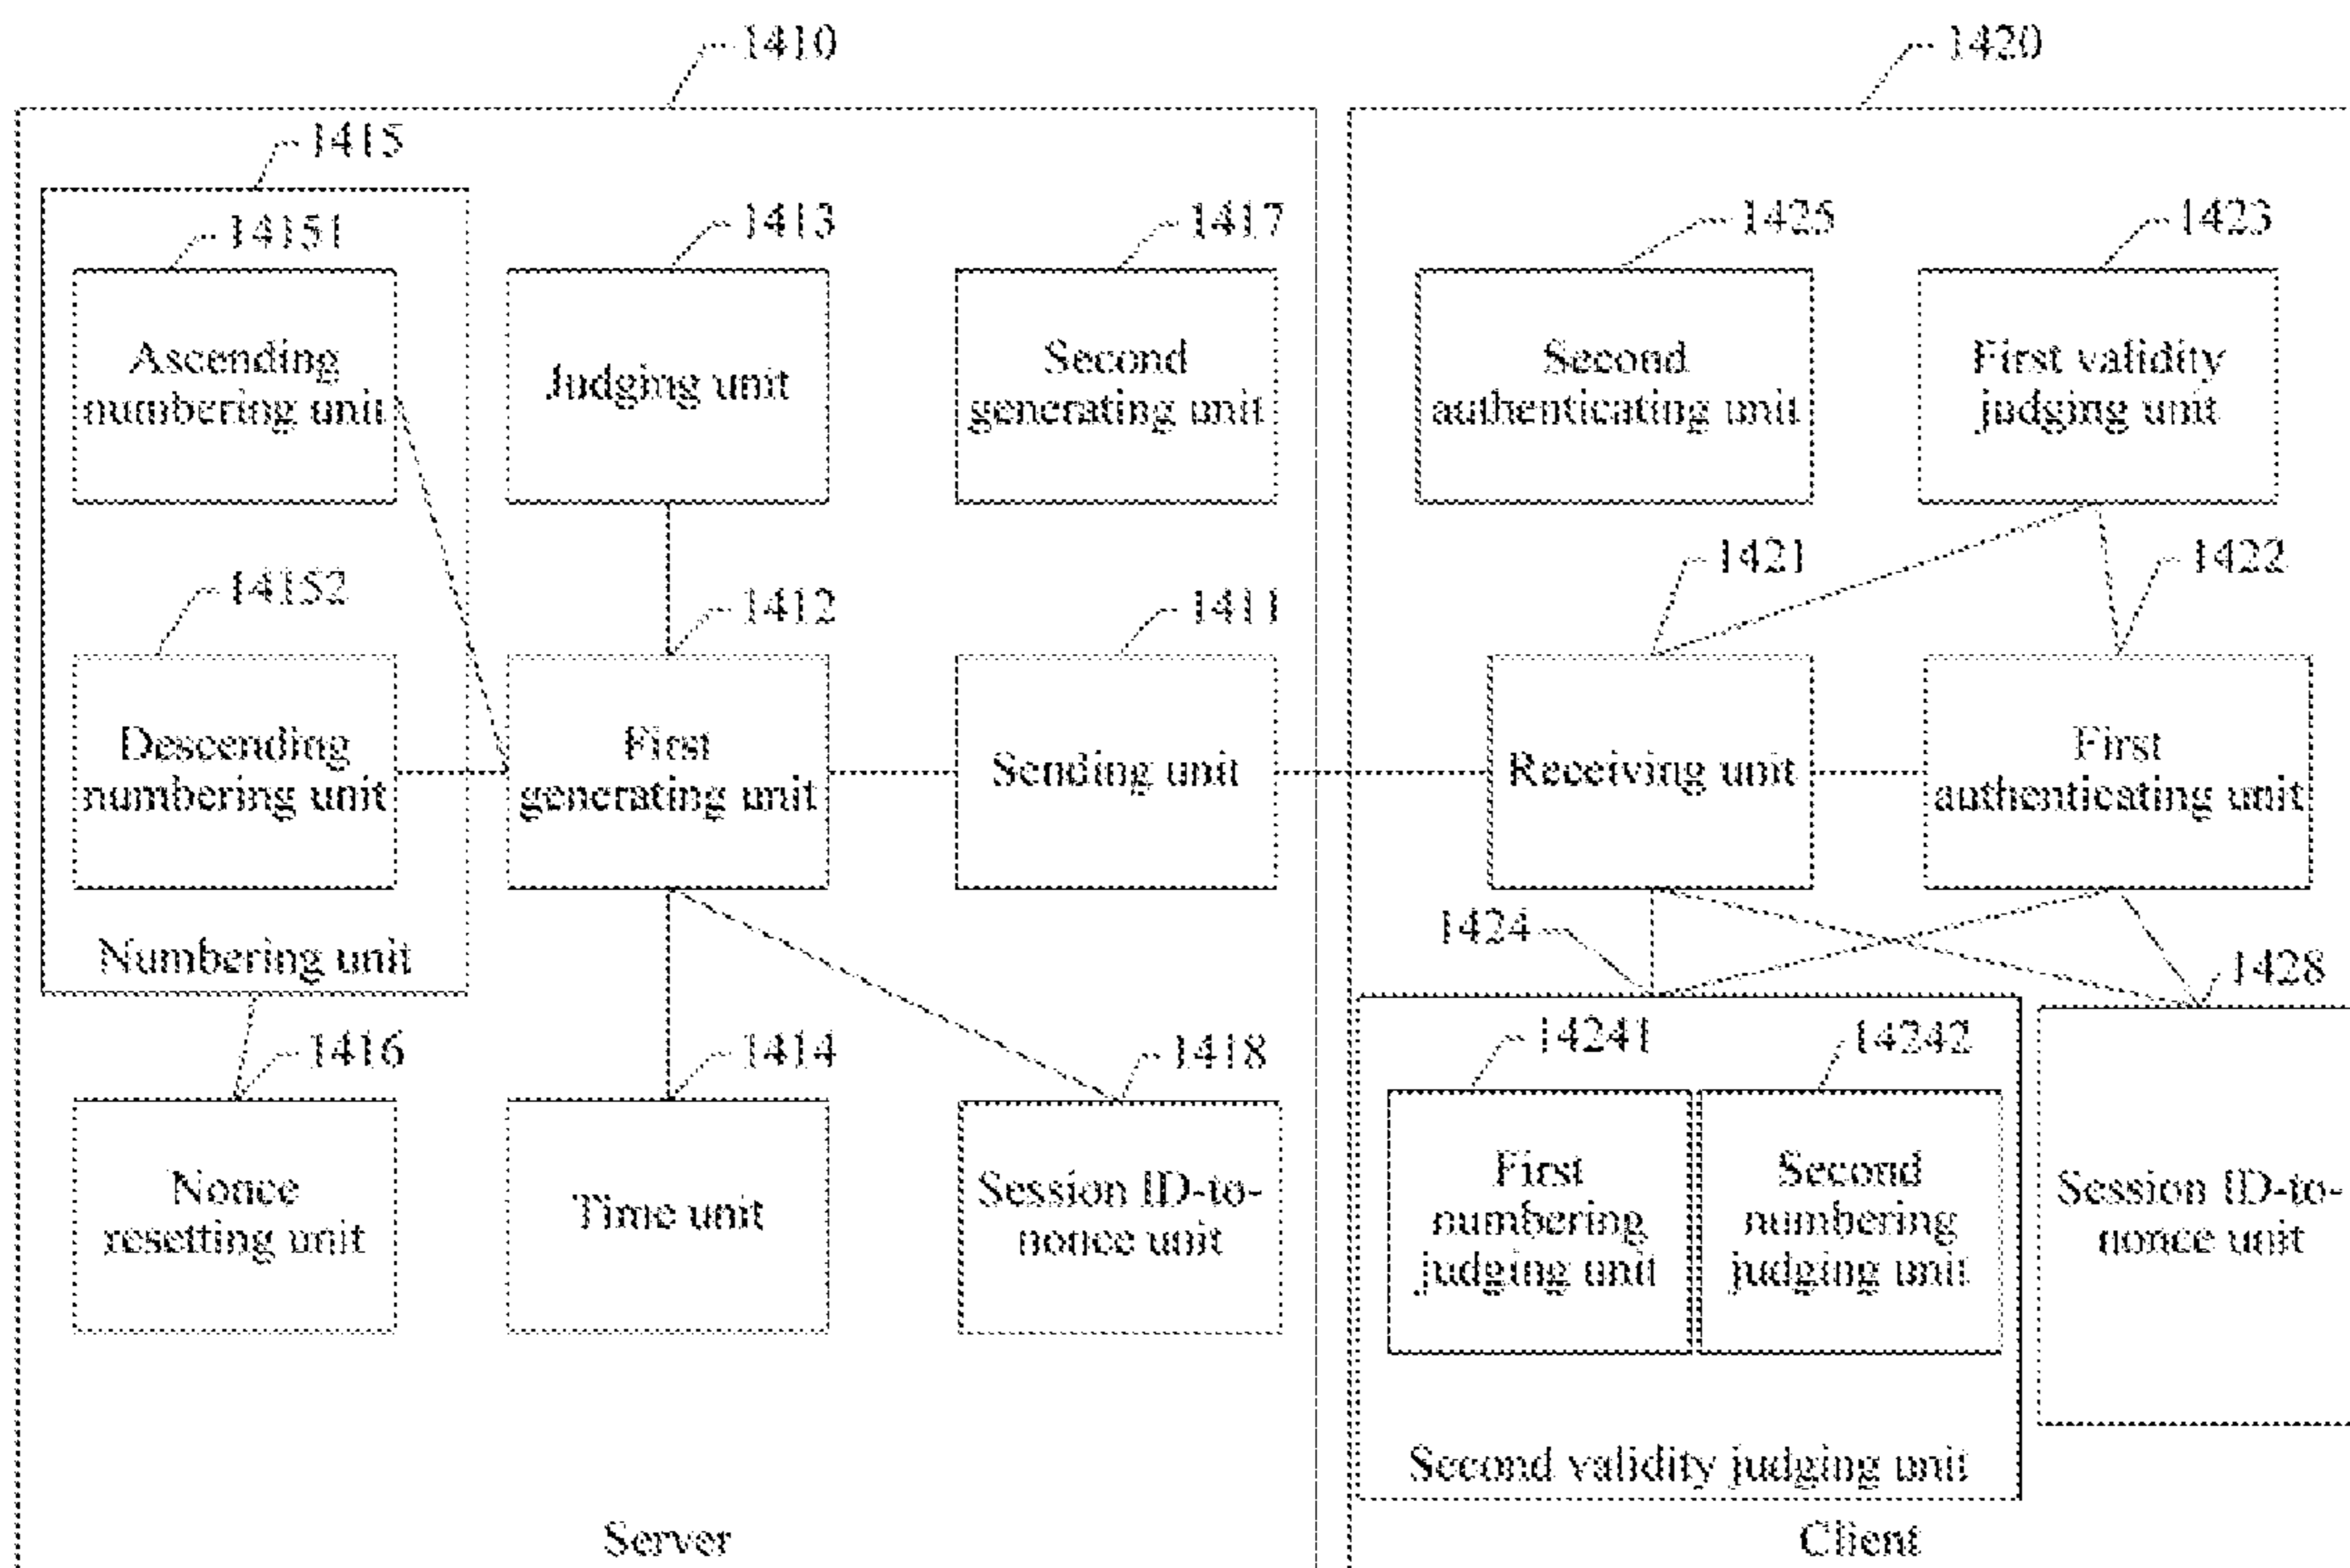 1410
1420
1415
14151
1413
1417
1425
1423
Ascending
numbering unit
Judging unit
Second
generating unit
Second
authenticating unit
First validity
judging unit
14152
1412
1411
1421
1422
Descending
numbering unit
First
generating unit
Sending unit
Receiving unit
First
authenticating unit
Numbering unit
1424
1428
1416
1414
1418
14241
14242
Nonce
resetting unit
Time unit
Session ID-to-
nonce unit
First
numbering
judging unit
Second
numbering
judging unit
Session ID-to-
nonce unit
Second validity judging unit
Server
Client